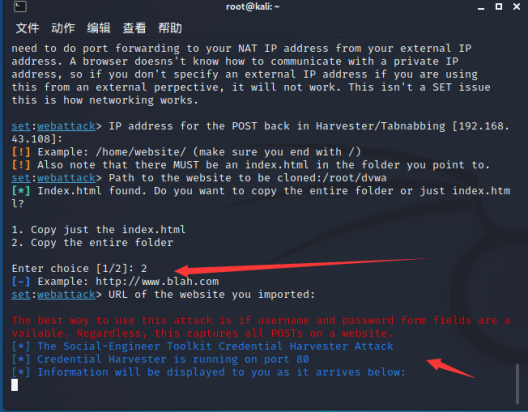 root@kali: ~
文件 动作 编辑 查看 帮助
need to do port forwarding to your NAT IP address from your external IP
address. A browser doesns't know how to communicate with a private IP
address, so if you don't specify an external IP address if you are using
this from an external perpective, it will not work. This isn't a SET issue
this is how networking works.
set:webattack> IP address for the POST back in Harvester/Tabnabbing [192.168.
43.108]:
[!] Example: /home/website/ (make sure you end with /)
[!] Also note that there MUST be an index.html in the folder you point to.
set:webattack> Path to the website to be cloned:/root/dvwa
[*] Index.html found. Do you want to copy the entire folder or just index.htm
l?
1. Copy just the index.html
2. Copy the entire folder
Enter choice [1/2]: 2
[-] Example: http://www.blah.com
set:webattack> URL of the website you imported:
The best way to use this attack is if username and password form fields are a
vailable. Regardless, this captures all POSTs on a website.
[*] The Social-Engineer Toolkit Credential Harvester Attack
[*] Credential Harvester is running on port 80
[*] Information will be displayed to you as it arrives below: